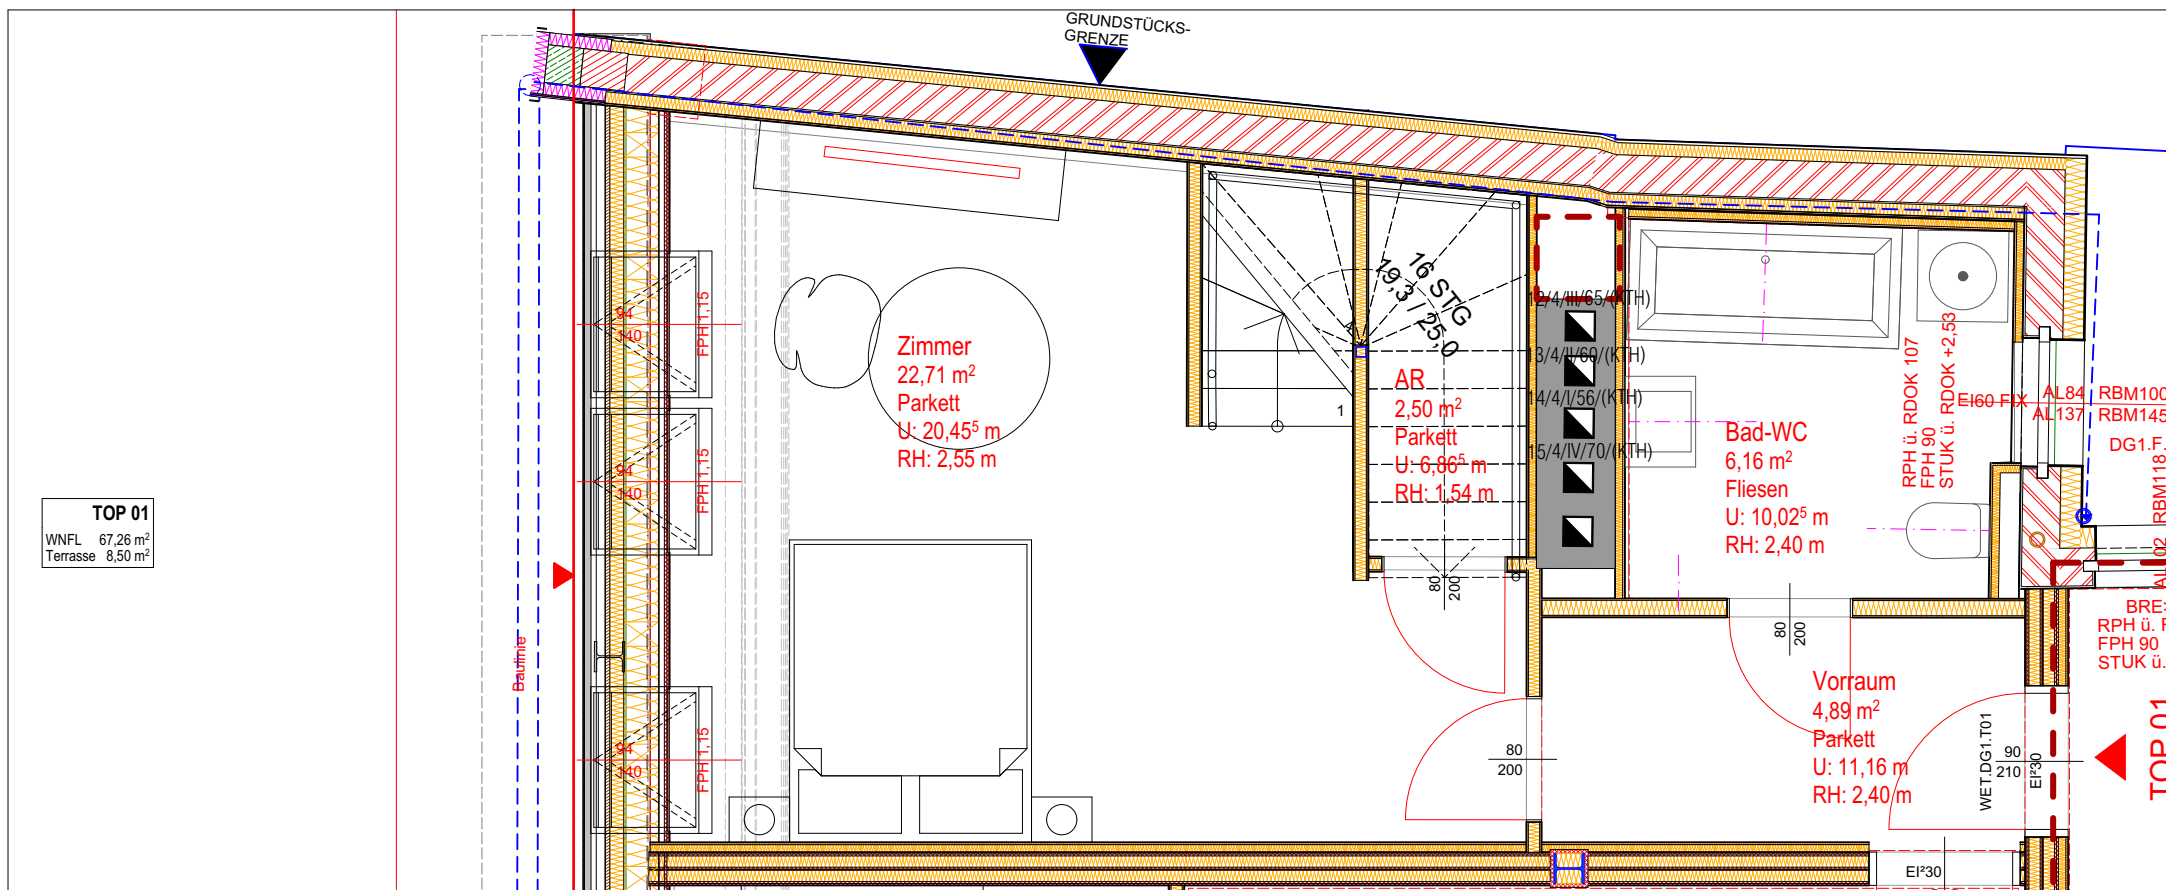 GRUNDSTÜCKS-
GRENZE
TOP 01
WNFL 67,26 m²
Terrasse 8,50 m²
Baulinie
94
140
FPH 1,15
94
140
FPH 1,15
94
140
FPH 1,15
Zimmer
22,71 m²
Parkett
U: 20,45⁵ m
RH: 2,55 m
16 STG
19,3 / 25,0
1
AR
2,50 m²
Parkett
U: 6,86⁵ m
RH: 1,54 m
80
200
12/4/III/65/(KTH)
13/4/II/60/(KTH)
14/4/I/56/(KTH)
15/4/IV/70/(KTH)
Bad-WC
6,16 m²
Fliesen
U: 10,02⁵ m
RH: 2,40 m
RPH ü. RDOK 107
FPH 90
STUK ü. RDOK +2,53
EI60 FIX
AL84
AL137
RBM100
RBM145
DG1.F.
RBM118
80
200
Vorraum
4,89 m²
Parkett
U: 11,16 m
RH: 2,40 m
80
200
WET.DG1.T01
90
210
EI²30
EI²30
RPH ü.
FPH 90
STUK ü.
TOP 01